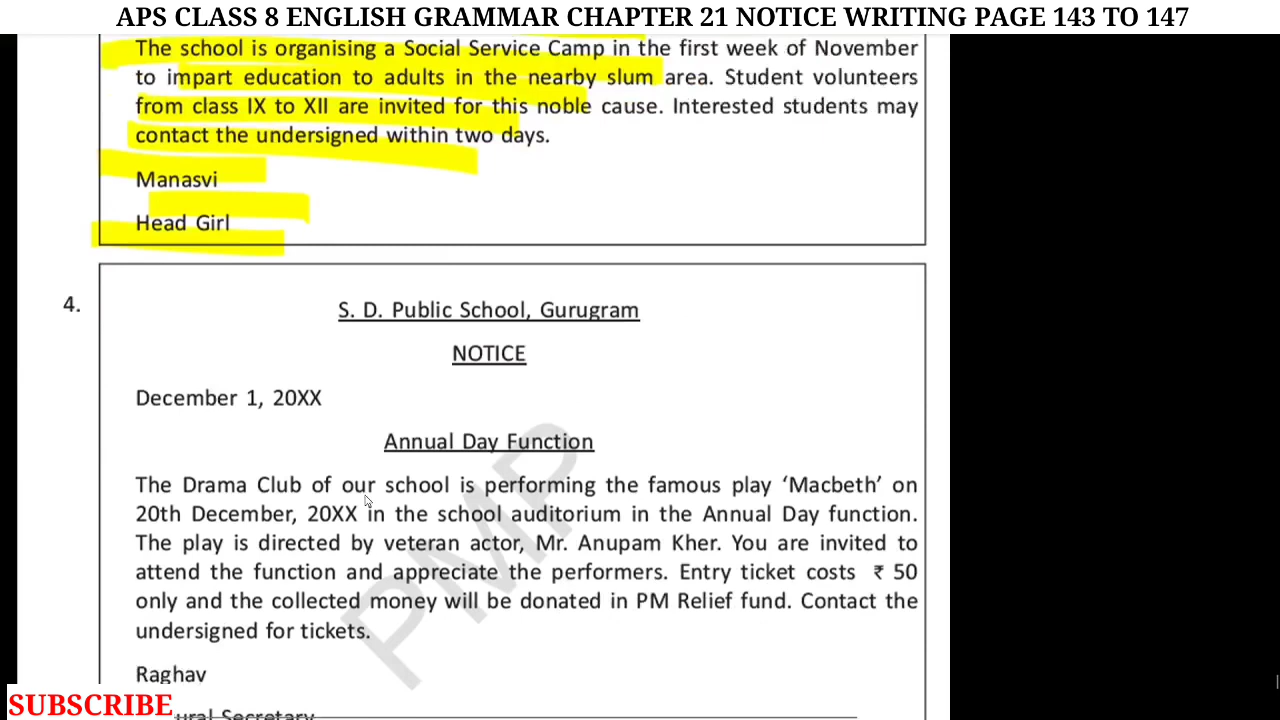 APS CLASS 8 ENGLISH GRAMMAR CHAPTER 21 NOTICE WRITING PAGE 143 TO 147
The school is organising a Social Service Camp in the first week of November
to impart education to adults in the nearby slum area. Student volunteers
from class IX to XII are invited for this noble cause. Interested students may
contact the undersigned within two days.
Manasvi
Head Girl
4.
S. D. Public School, Gurugram
NOTICE
December 1, 20XX
Annual Day Function
The Drama Club of our school is performing the famous play ‘Macbeth’ on
20th December, 20XX in the school auditorium in the Annual Day function.
The play is directed by veteran actor, Mr. Anupam Kher. You are invited to
attend the function and appreciate the performers. Entry ticket costs ₹ 50
only and the collected money will be donated in PM Relief fund. Contact the
undersigned for tickets.
PMP
Raghav
SUBSCRIBE
ural Secretary